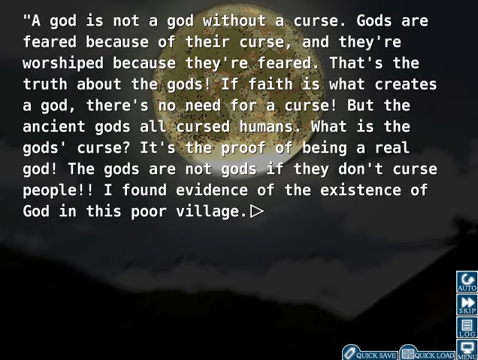 "A god is not a god without a curse. Gods are
feared because of their curse, and they're
worshiped because they're feared. That's the
truth about the gods! If faith is what creates
a god, there's no need for a curse! But the
ancient gods all cursed humans. What is the
gods' curse? It's the proof of being a real
god! The gods are not gods if they don't curse
people!! I found evidence of the existence of
God in this poor village.
AUTO
SKIP
LOG
QUICK SAVE QUICK LOAD MENU